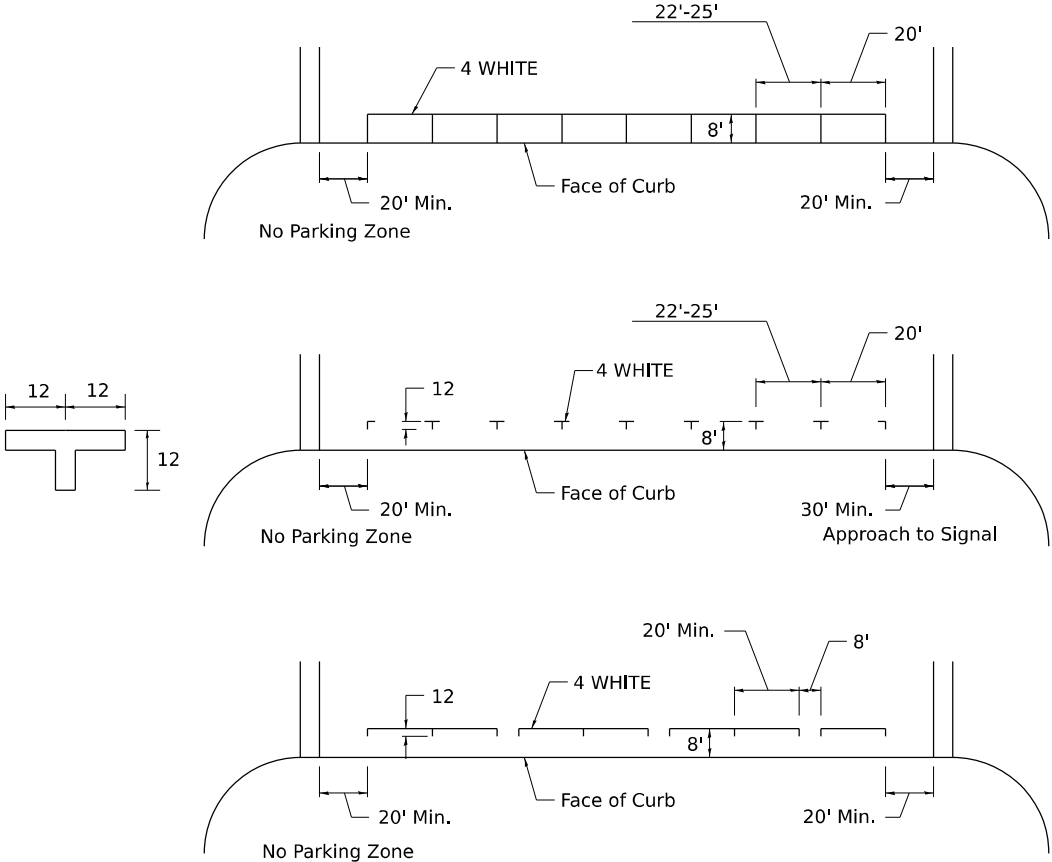 22'-25'
20'
4 WHITE
8'
Face of Curb
20' Min.
20' Min.
No Parking Zone
22'-25'
20'
12
4 WHITE
12 12
8'
12
Face of Curb
20' Min.
30' Min.
No Parking Zone
Approach to Signal
20' Min.
8'
12
4 WHITE
8'
Face of Curb
20' Min.
20' Min.
No Parking Zone